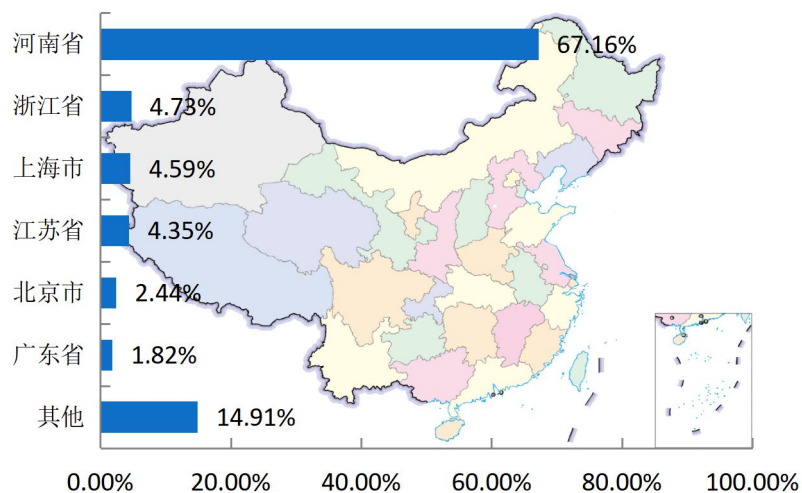 河南省 67.16%
浙江省 4.73%
上海市 4.59%
江苏省 4.35%
北京市 2.44%
广东省 1.82%
其他 14.91%
0.00% 20.00% 40.00% 60.00% 80.00% 100.00%